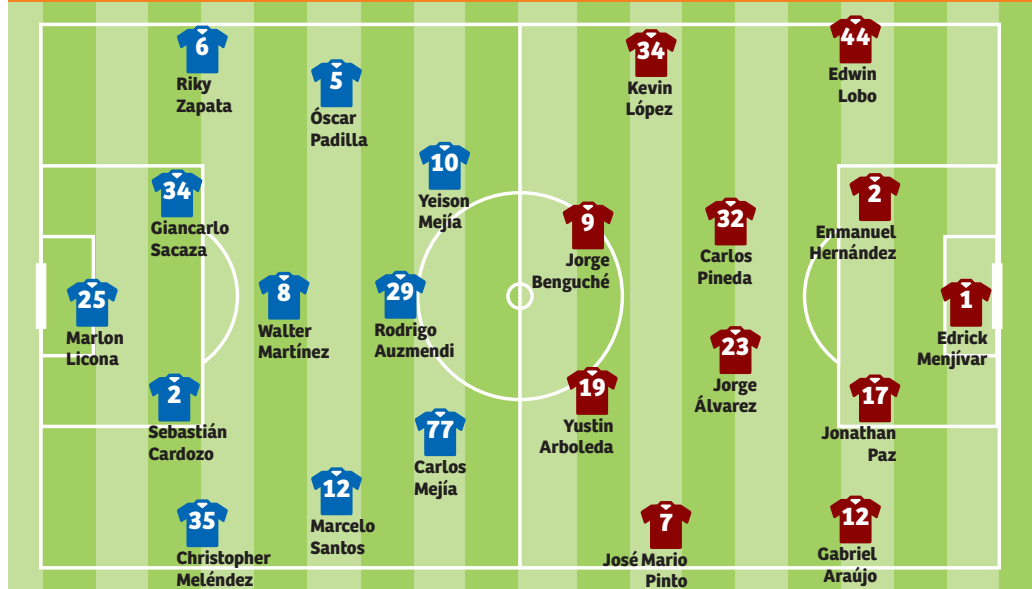 6
Riky
Zapata
5
Óscar
Padilla
10
Yeison
Mejía
34
Giancarlo
Sacaza
25
Marlon
Licona
8
Walter
Martínez
29
Rodrigo
Auzmendi
2
Sebastián
Cardozo
77
Carlos
Mejía
12
Marcelo
Santos
35
Christopher
Meléndez
34
Kevin
López
44
Edwin
Lobo
9
Jorge
Benguché
32
Carlos
Pineda
2
Enmanuel
Hernández
1
Edrick
Menjívar
23
Jorge
Álvarez
19
Yustin
Arboleda
17
Jonathan
Paz
7
José Mario
Pinto
12
Gabriel
Araújo